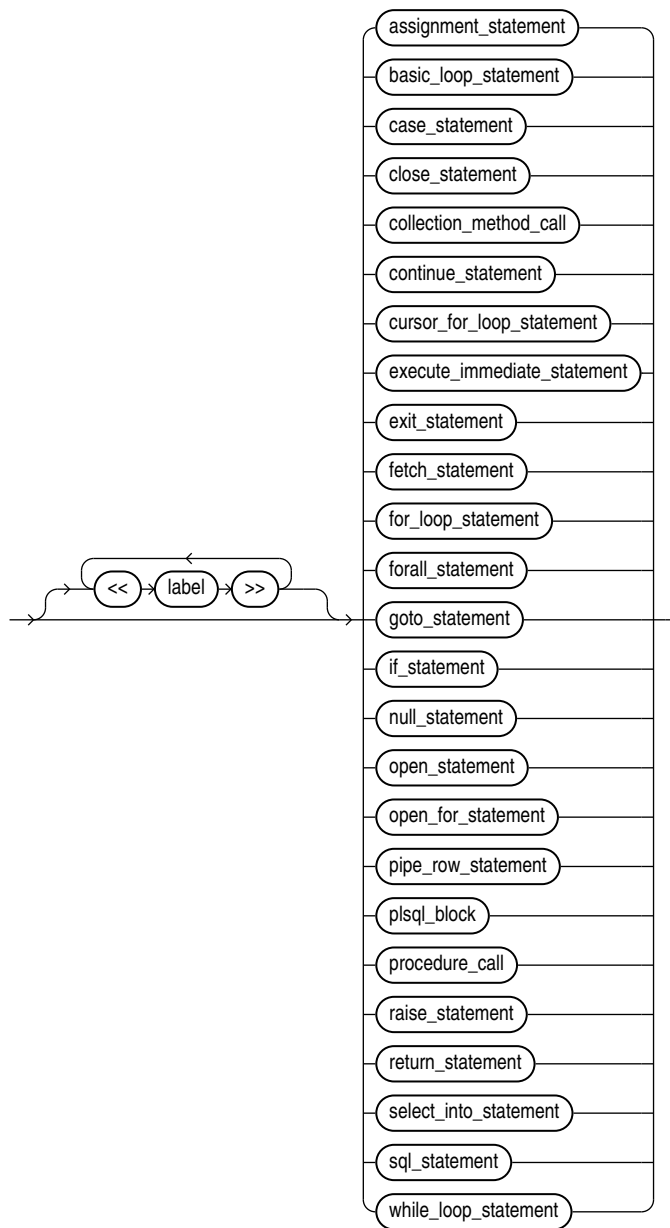 assignment_statement
basic_loop_statement
case_statement
close_statement
collection_method_call
continue_statement
cursor_for_loop_statement
execute_immediate_statement
exit_statement
fetch_statement
for_loop_statement
forall_statement
<< label >>
goto_statement
if_statement
null_statement
open_statement
open_for_statement
pipe_row_statement
plsql_block
procedure_call
raise_statement
return_statement
select_into_statement
sql_statement
while_loop_statement